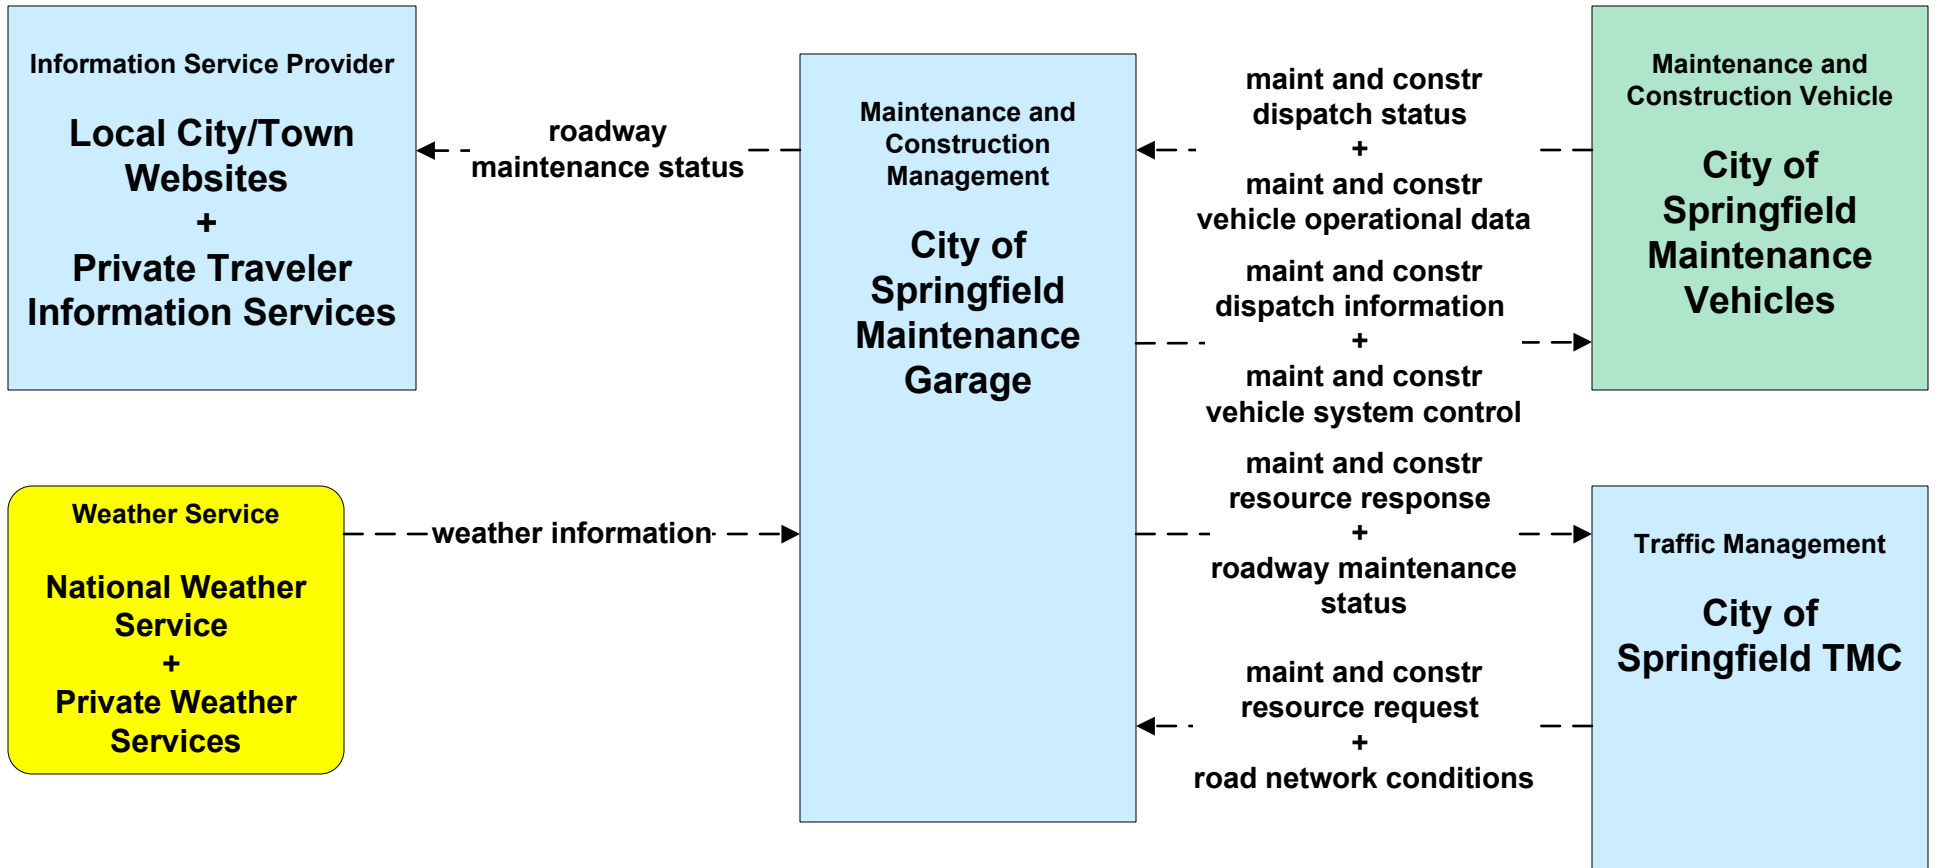 Information Service Provider
Local City/Town
Websites
+
Private Traveler
Information Services
roadway
maintenance status
Weather Service
National Weather
Service
+
Private Weather
Services
weather information
Maintenance and
Construction
Management
City of
Springfield
Maintenance
Garage
maint and constr
dispatch status
+
maint and constr
vehicle operational data
maint and constr
dispatch information
+
maint and constr
vehicle system control
maint and constr
resource response
+
roadway maintenance
status
maint and constr
resource request
+
road network conditions
Maintenance and
Construction Vehicle
City of
Springfield
Maintenance
Vehicles
Traffic Management
City of
Springfield TMC